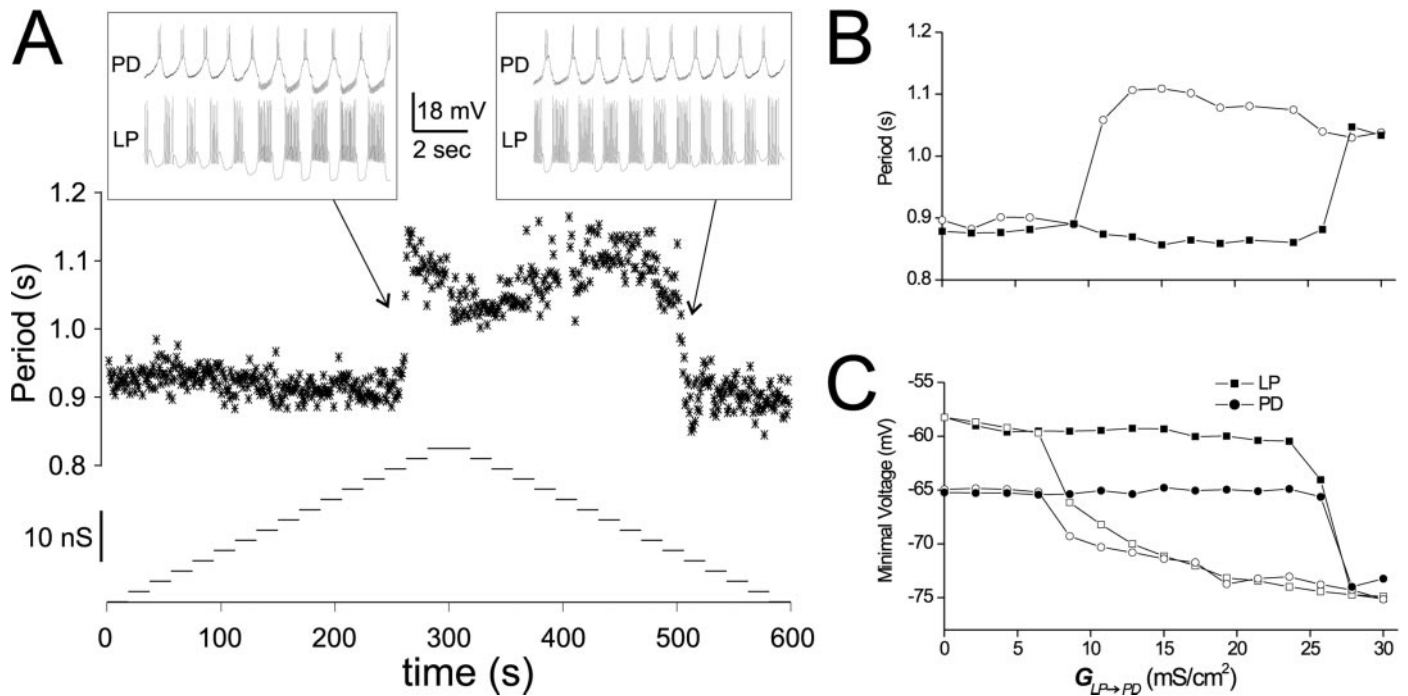 A
PD
LP
18 mV
2 sec
PD
LP
Period (s)
1.2
1.1
1.0
0.9
0.8
10 nS
0
100
200
300
400
500
600
time (s)
B
Period (s)
1.1
1.0
0.9
0.8
C
Minimal Voltage (mV)
-55
-60
-65
-70
-75
LP
PD
0
5
10
15
20
25
30
G LP→PD (mS/cm²)